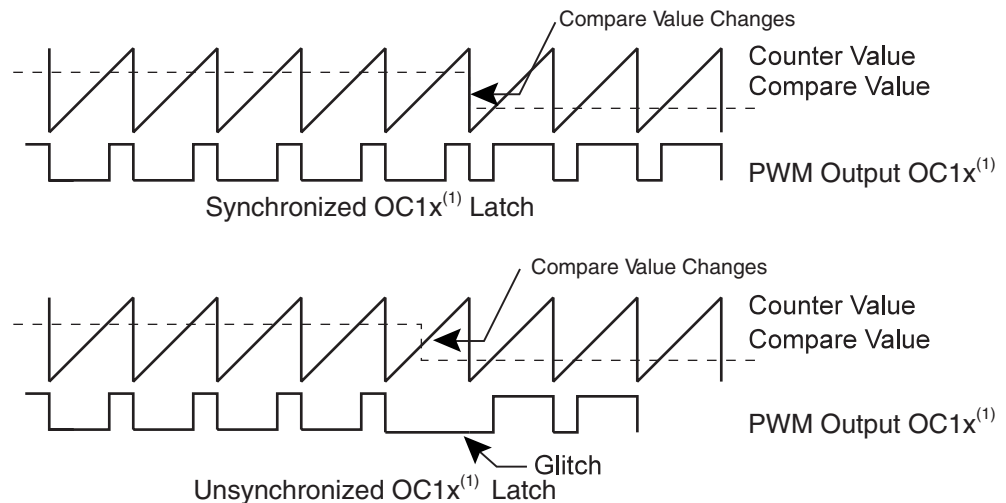 Compare Value Changes
Counter Value
Compare Value
PWM Output OC1x(1)
Synchronized OC1x(1) Latch
Compare Value Changes
Counter Value
Compare Value
PWM Output OC1x(1)
Glitch
Unsynchronized OC1x(1) Latch